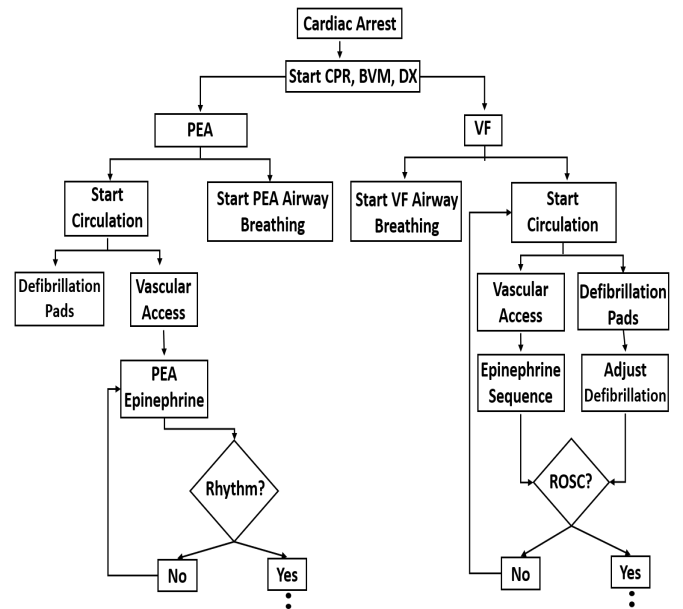 Cardiac Arrest
Start CPR, BVM, DX
PEA
VF
Start
Circulation
Start PEA Airway
Breathing
Start VF Airway
Breathing
Start
Circulation
Defibrillation
Pads
Vascular
Access
Vascular
Access
Defibrillation
Pads
PEA
Epinephrine
Epinephrine
Sequence
Adjust
Defibrillation
Rhythm?
ROSC?
No
Yes
No
Yes